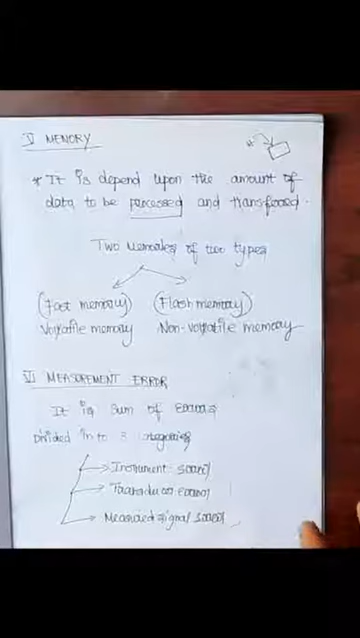 V MEMORY
* It is depend upon the amount of
data to be processed and transfered.
Two Memories of two types
(Fast memory) (Flash memory)
Volatile memory Non-volatile memory
VI MEASUREMENT ERROR
It is sum of errors
divided in to 3 categories
Instrument error
Transducer error
Measured signal error